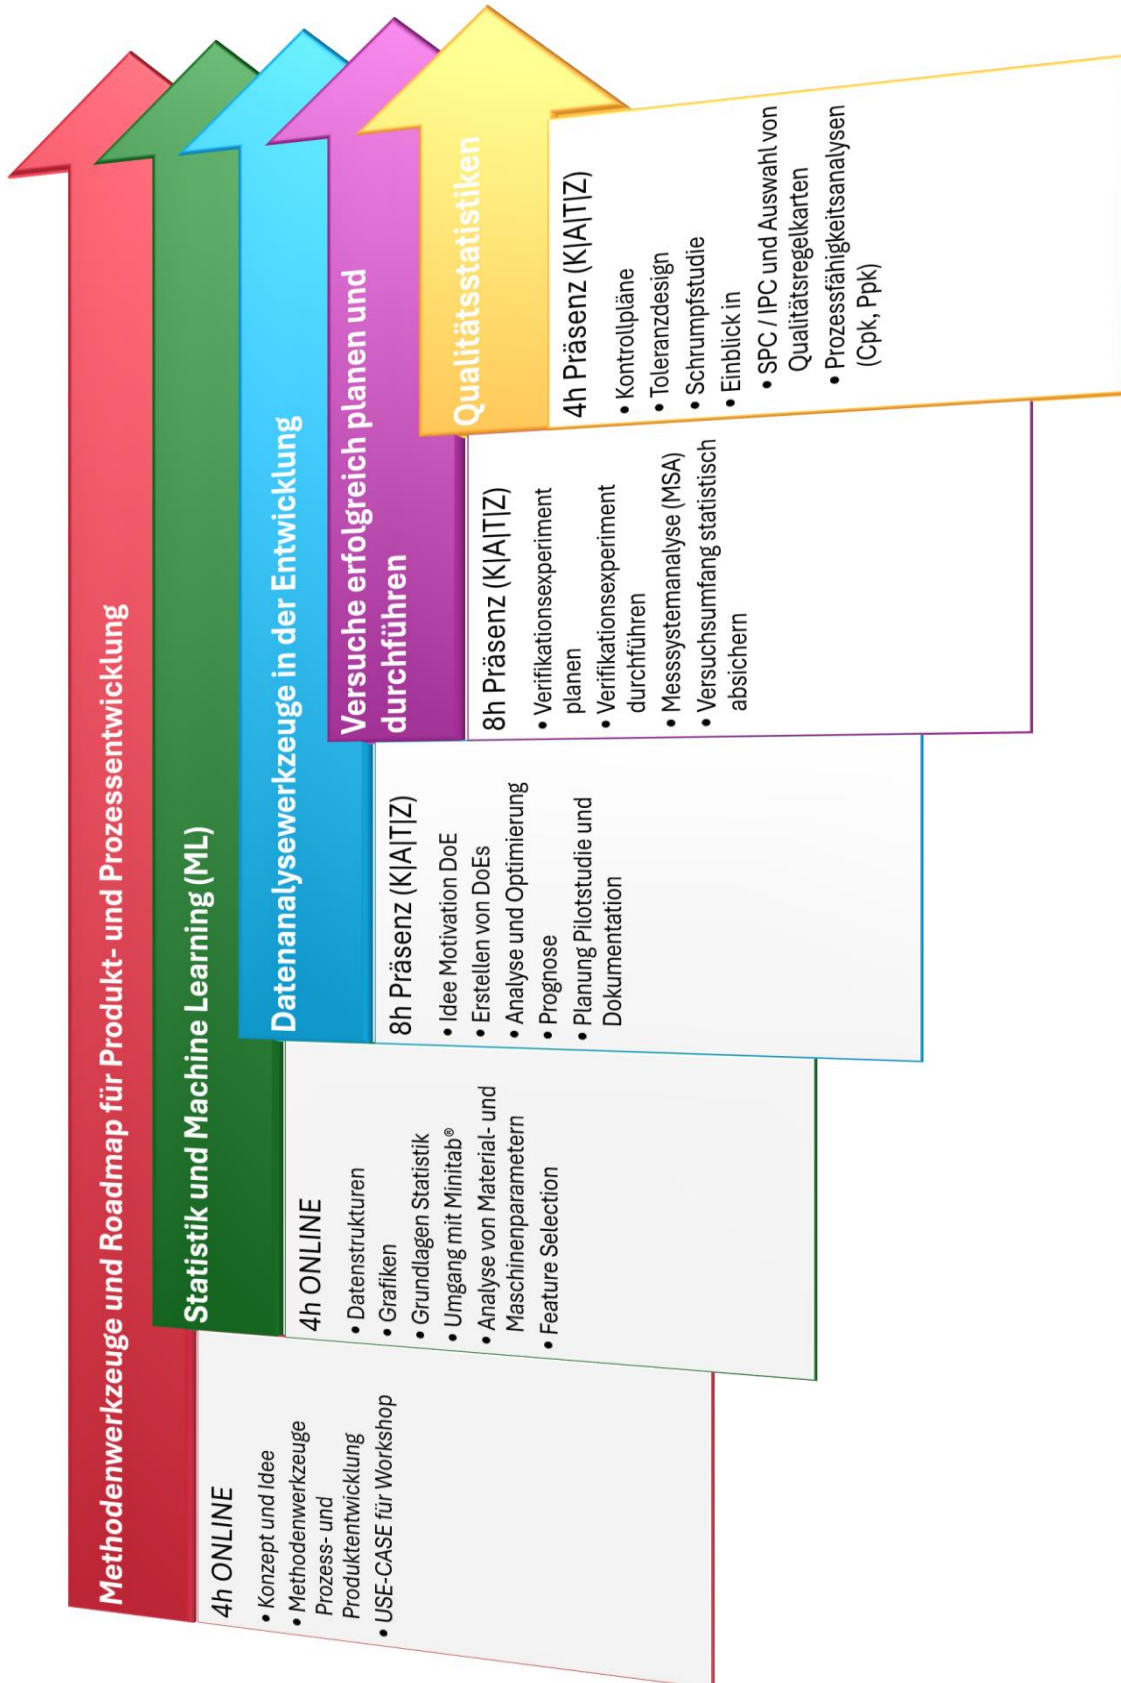 Methodenwerkzeuge und Roadmap für Produkt- und Prozessentwicklung
4h ONLINE
• Konzept und Idee
• Methodenwerkzeuge
Prozess- und
Produktentwicklung
• USE-CASE für Workshop
Statistik und Machine Learning (ML)
4h ONLINE
• Datenstrukturen
• Grafiken
• Grundlagen Statistik
• Umgang mit Minitab®
• Analyse von Material- und
Maschinenparametern
• Feature Selection
Datenanalysewerkzeuge in der Entwicklung
8h Präsenz (K|A|T|Z)
• Idee Motivation DoE
• Erstellen von DoEs
• Analyse und Optimierung
• Prognose
• Planung Pilotstudie und
Dokumentation
Versuche erfolgreich planen und
durchführen
8h Präsenz (K|A|T|Z)
• Verifikationsexperiment
planen
• Verifikationsexperiment
durchführen
• Messsystemanalyse (MSA)
• Versuchsumfang statistisch
absichern
Qualitätsstatistiken
4h Präsenz (K|A|T|Z)
• Kontrollpläne
• Toleranzdesign
• Schrumpfstudie
• Einblick in
• SPC / IPC und Auswahl von
Qualitätsregelkarten
• Prozessfähigkeitsanalysen
(Cpk, Ppk)